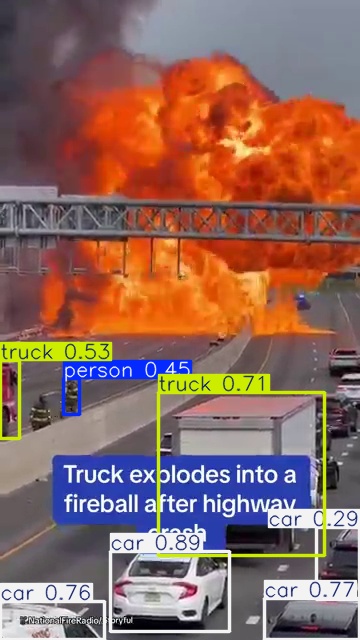 truck 0.53
person 0.45
truck 0.71
Truck explodes into a
fireball after highway
crash
car 0.29
car 0.89
car 0.76
car 0.77
NationalFireRadio/Storyful